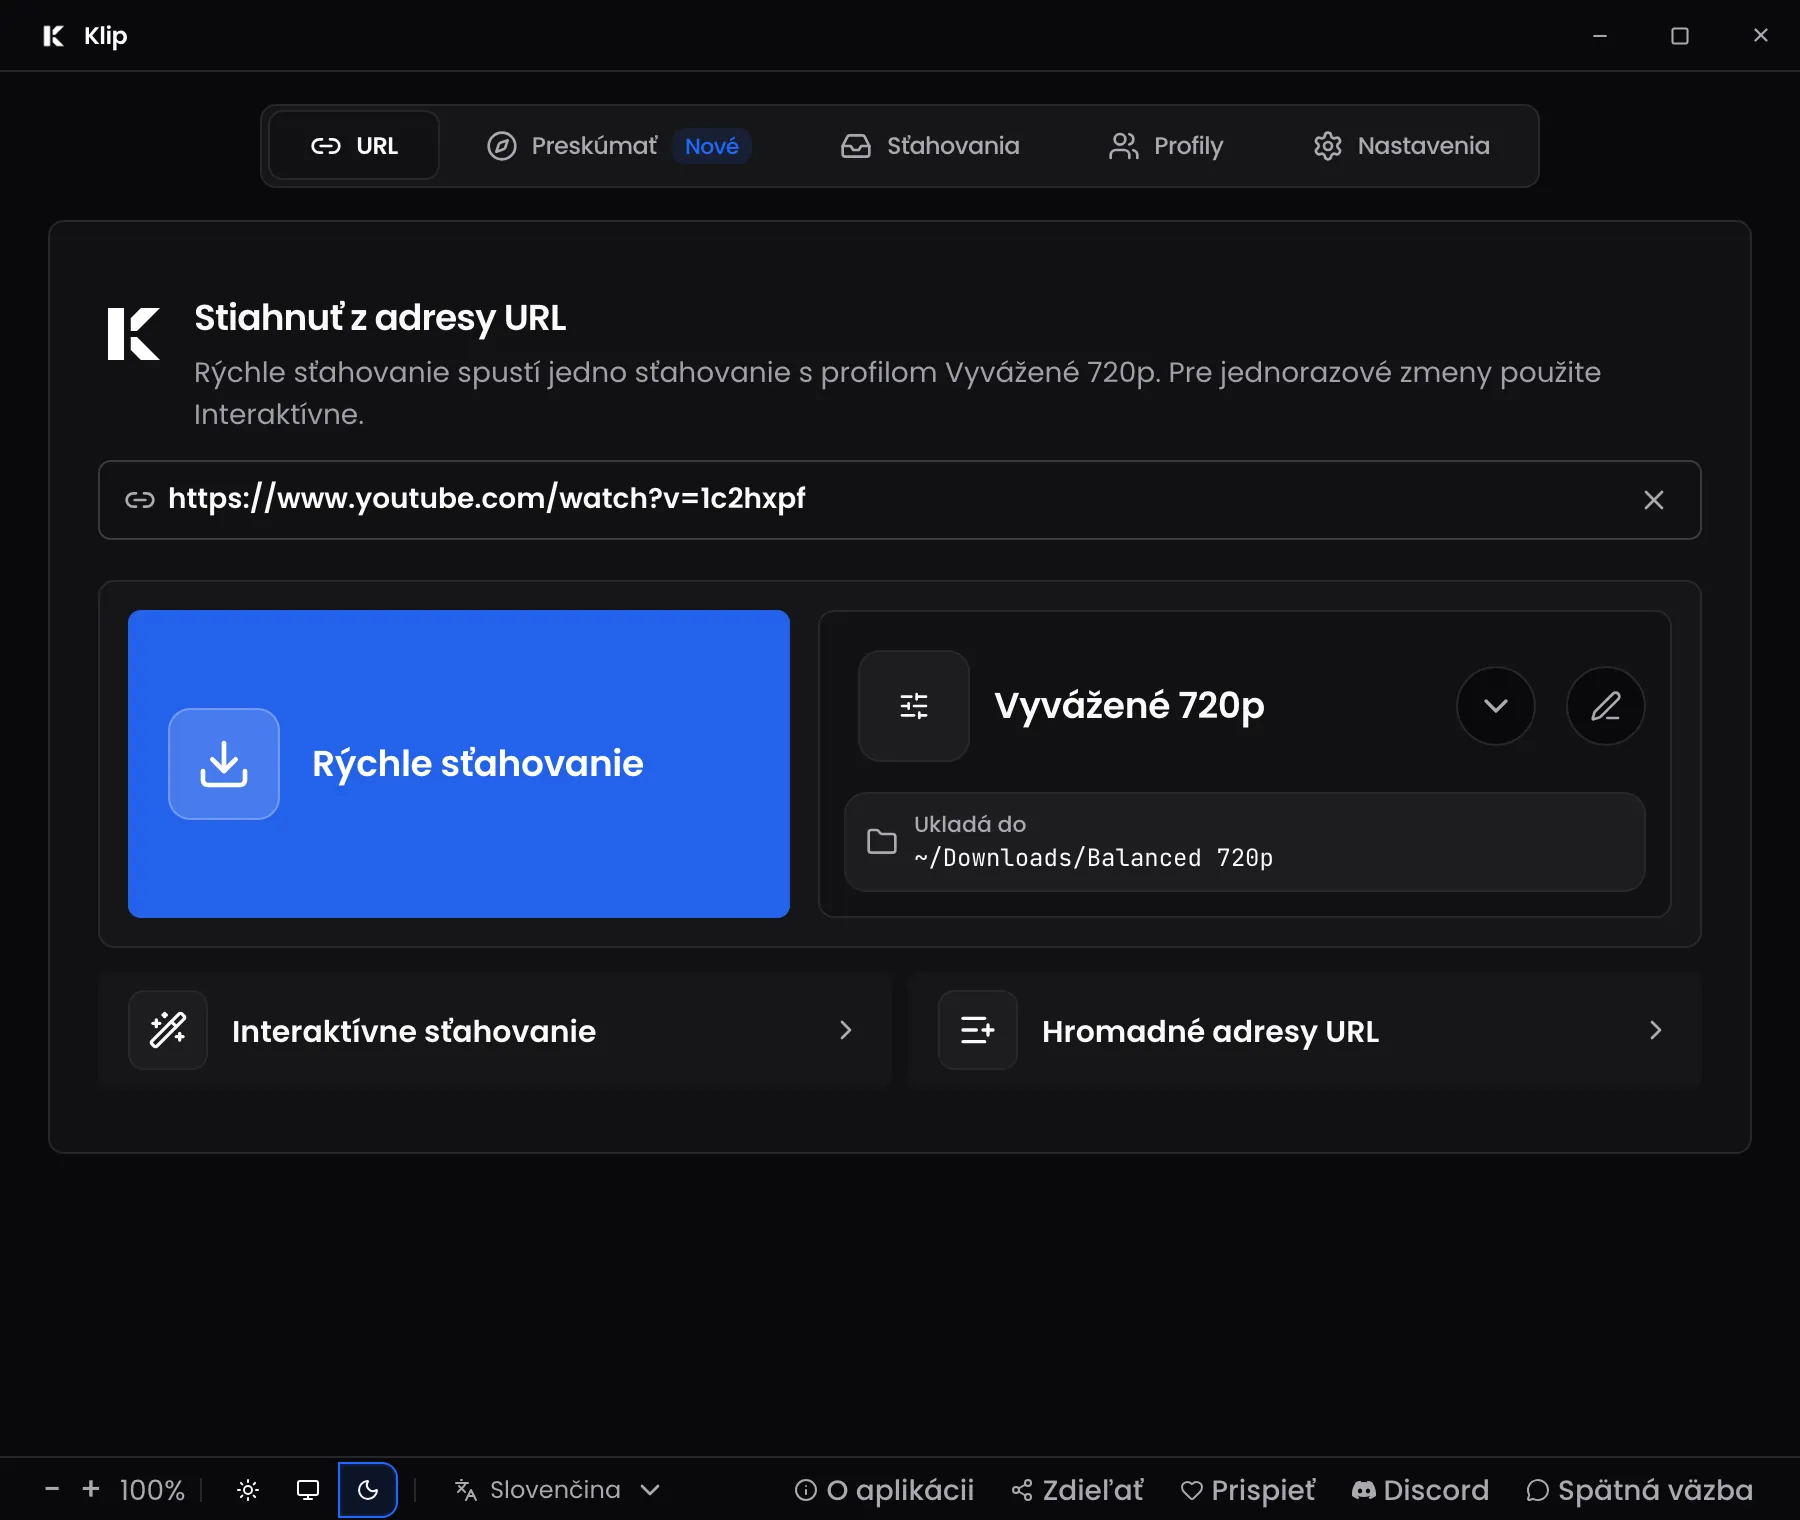 Klip
URL
Preskúmať
Nové
Sťahovania
Profily
Nastavenia
Stiahnuť z adresy URL
Rýchle sťahovanie spustí jedno sťahovanie s profilom Vyvážené 720p. Pre jednorazové zmeny použite
Interaktívne.
https://www.youtube.com/watch?v=1c2hxpf
Rýchle sťahovanie
Vyvážené 720p
Ukladá do
~/Downloads/Balanced 720p
Interaktívne sťahovanie
Hromadné adresy URL
− + 100%
Slovenčina
O aplikácii
Zdieľať
Prispieť
Discord
Spätná väzba